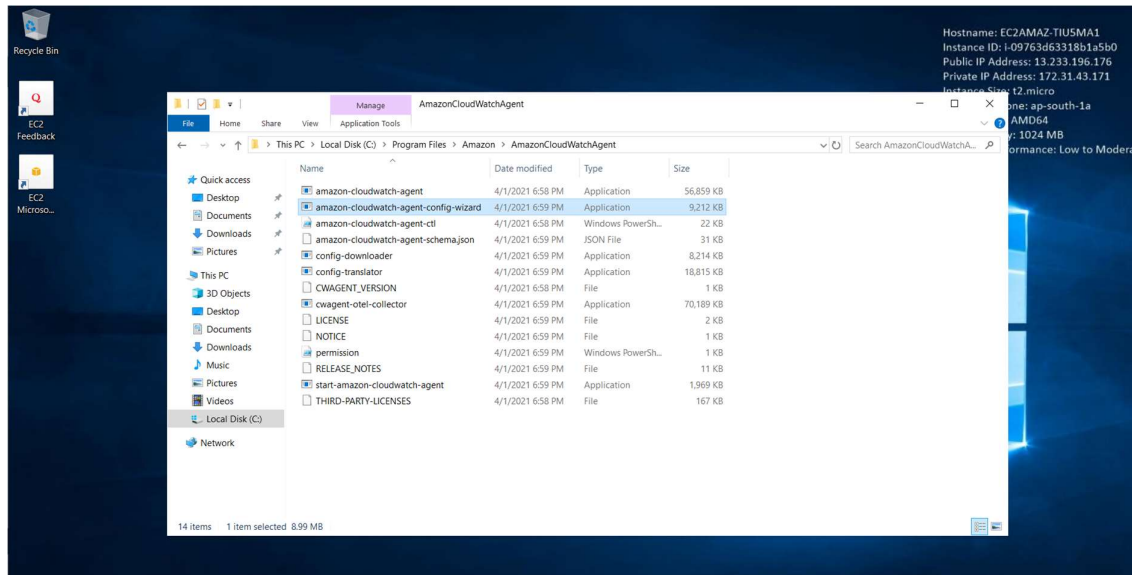 Recycle Bin
EC2
Feedback
EC2
Microso...
Hostname: EC2AMAZ-TIU5MA1
Instance ID: i-09763d63318b1a5b0
Public IP Address: 13.233.196.176
Private IP Address: 172.31.43.171
Instance Size: t2.micro
one: ap-south-1a
AMD64
y: 1024 MB
ormance: Low to Modera
Manage AmazonCloudWatchAgent
File Home Share View Application Tools
This PC > Local Disk (C:) > Program Files > Amazon > AmazonCloudWatchAgent Search AmazonCloudWatchA...
Name Date modified Type Size
Quick access
Desktop
Documents
Downloads
Pictures
This PC
3D Objects
Desktop
Documents
Downloads
Music
Pictures
Videos
Local Disk (C:)
Network
amazon-cloudwatch-agent 4/1/2021 6:58 PM Application 56,859 KB
amazon-cloudwatch-agent-config-wizard 4/1/2021 6:59 PM Application 9,212 KB
amazon-cloudwatch-agent-ctl 4/1/2021 6:58 PM Windows PowerSh... 22 KB
amazon-cloudwatch-agent-schema.json 4/1/2021 6:59 PM JSON File 31 KB
config-downloader 4/1/2021 6:59 PM Application 8,214 KB
config-translator 4/1/2021 6:59 PM Application 18,815 KB
CWAGENT_VERSION 4/1/2021 6:58 PM File 1 KB
cwagent-otel-collector 4/1/2021 6:59 PM Application 70,189 KB
LICENSE 4/1/2021 6:59 PM File 2 KB
NOTICE 4/1/2021 6:59 PM File 1 KB
permission 4/1/2021 6:59 PM Windows PowerSh... 1 KB
RELEASE_NOTES 4/1/2021 6:59 PM File 11 KB
start-amazon-cloudwatch-agent 4/1/2021 6:59 PM Application 1,969 KB
THIRD-PARTY-LICENSES 4/1/2021 6:58 PM File 167 KB
14 items 1 item selected 8.99 MB